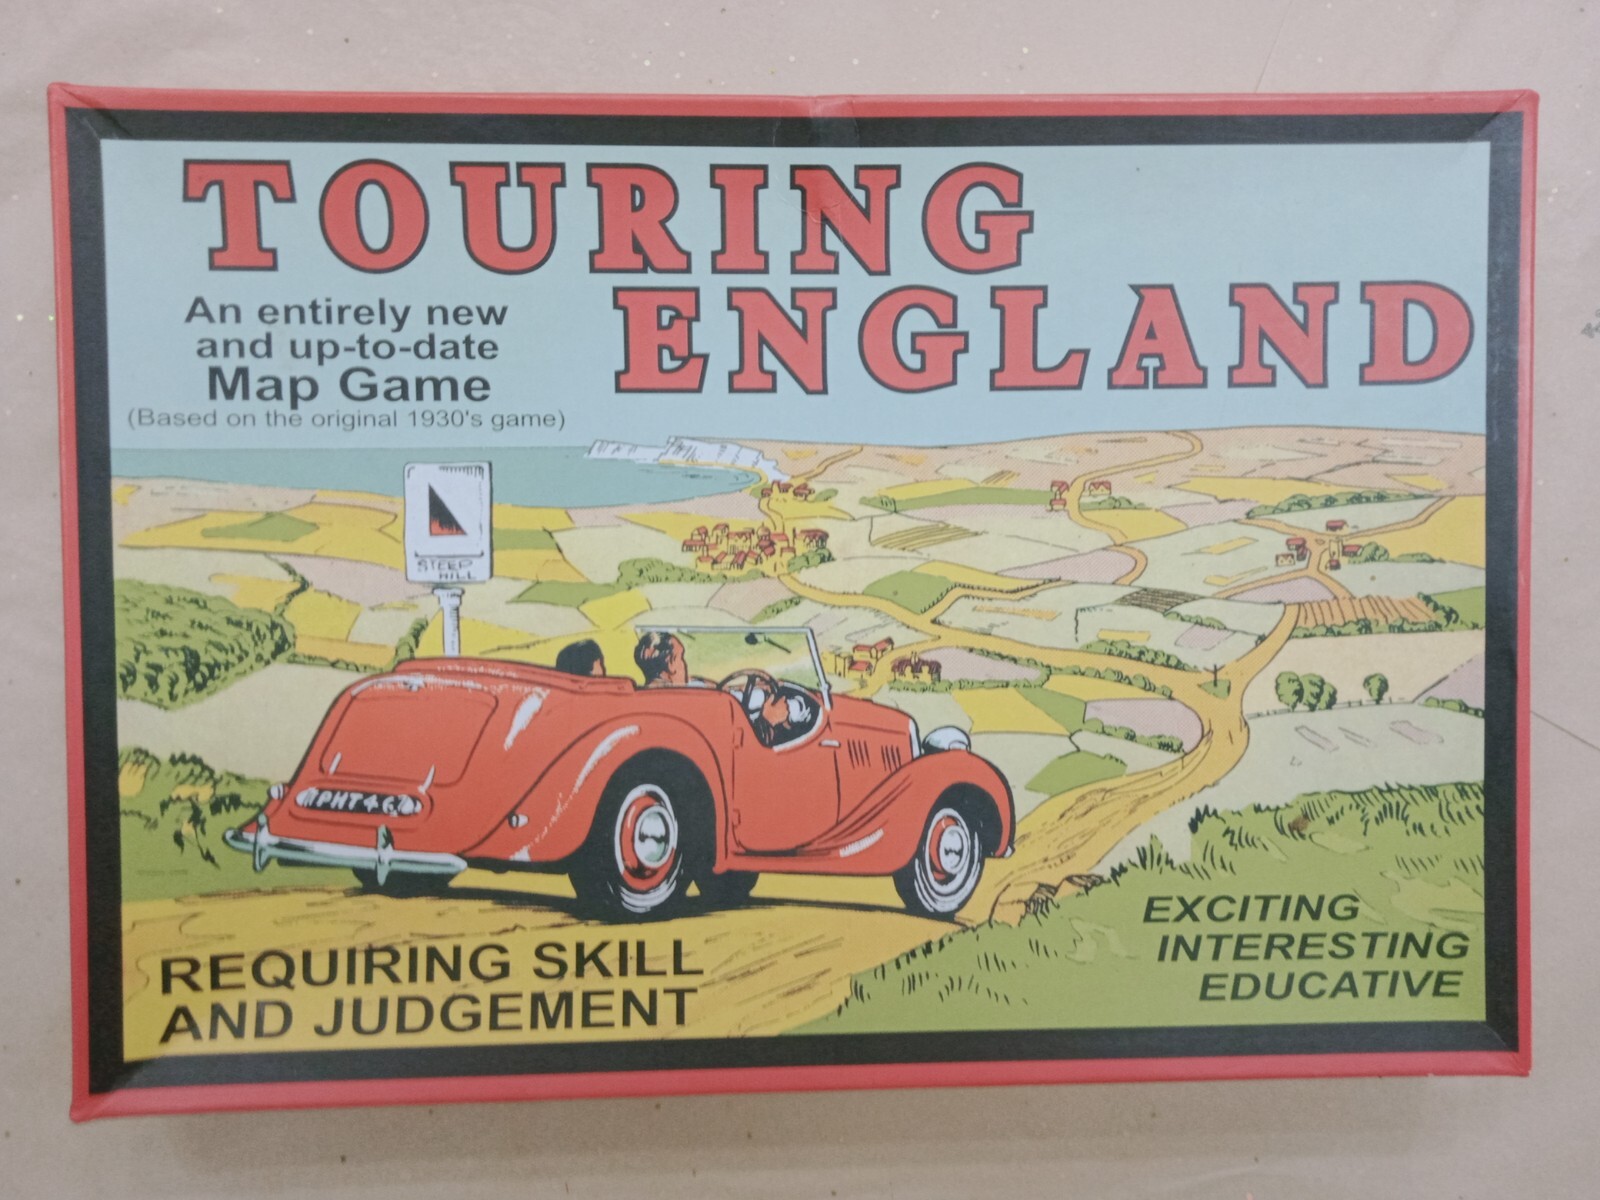 TOURING
ENGLAND
An entirely new
and up-to-date
Map Game
(Based on the original 1930's game)
STEEP
HILL
PHT 46
REQUIRING SKILL
AND JUDGEMENT
EXCITING
INTERESTING
EDUCATIVE